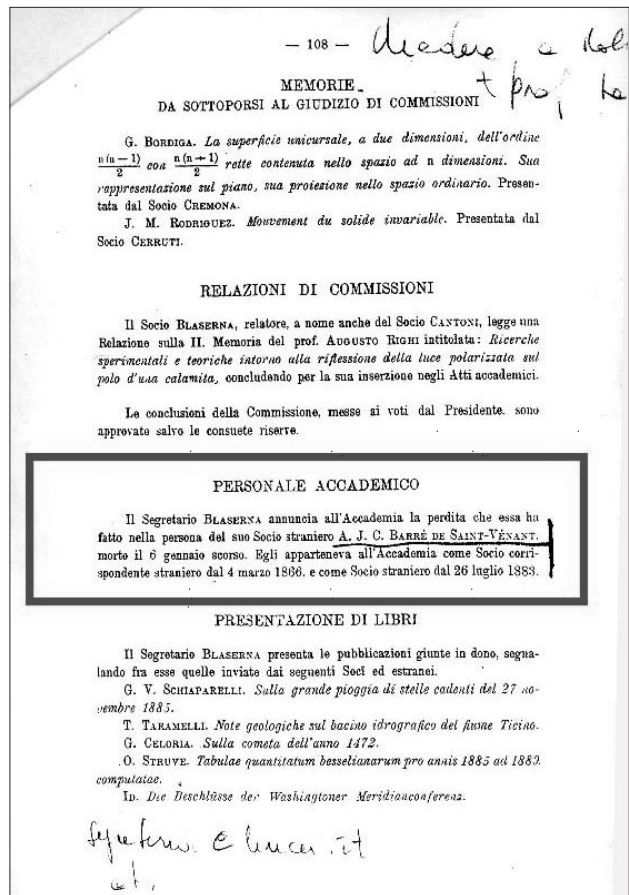 — 108 —
MEMORIE
DA SOTTOPORSI AL GIUDIZIO DI COMMISSIONI
G. BORDIGA. La superficie unicursale, a due dimensioni, dell'ordine
n(n−1)/2 con n(n+1)/2 rette contenuta nello spazio ad n dimensioni. Sua
rappresentazione sul piano, sua proiezione nello spazio ordinario. Presen-
tata dal Socio CREMONA.
J. M. RODRIGUEZ. Mouvement du solide invariable. Presentata dal
Socio CERRUTI.
RELAZIONI DI COMMISSIONI
Il Socio BLASERNA, relatore, a nome anche del Socio CANTONI, legge una
Relazione sulla II. Memoria del prof. AUGUSTO RIGHI intitolata: Ricerche
sperimentali e teoriche intorno alla riflessione della luce polarizzata sul
polo d'una calamita, concludendo per la sua inserzione negli Atti accademici.
Le conclusioni della Commissione, messe ai voti dal Presidente. sono
approvate salvo le consuete riserve.
PERSONALE ACCADEMICO
Il Segretario BLASERNA annuncia all'Accademia la perdita che essa ha
fatto nella persona del suo Socio straniero A. J. C. BARRÉ DE SAINT-VÉNANT,
morto il 6 gennaio scorso. Egli apparteneva all'Accademia come Socio corri-
spondente straniero dal 4 marzo 1866, e come Socio straniero dal 26 luglio 1883.
PRESENTAZIONE DI LIBRI
Il Segretario BLASERNA presenta le pubblicazioni giunte in dono, segna-
lando fra esse quelle inviate dai seguenti Socî ed estranei.
G. V. SCHIAPARELLI. Sulla grande pioggia di stelle cadenti del 27 no-
vembre 1885.
T. TARAMELLI. Note geologiche sul bacino idrografico del fiume Ticino.
G. CELORIA. Sulla cometa dell'anno 1472.
O. STRUVE. Tabulae quantitatum besselianarum pro annis 1885 ad 1889
computatae.
ID. Die Beschlüsse der Washingtoner Meridianconferenz.